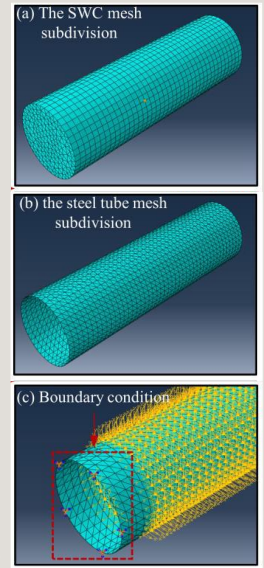 (a) The SWC mesh
subdivision
(b) the steel tube mesh
subdivision
(c) Boundary condition